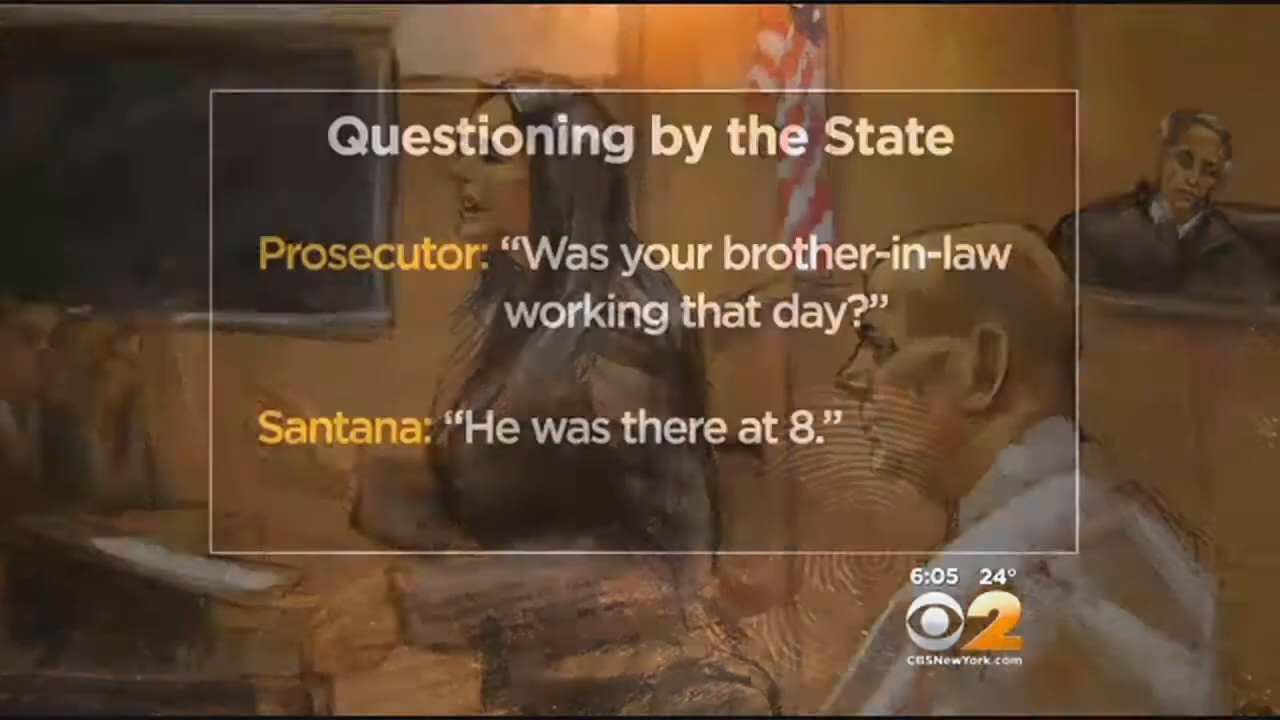 Questioning by the State
Prosecutor: “Was your brother-in-law
working that day?”
Santana: “He was there at 8.”
6:05 24°
2
CBSNewYork.com